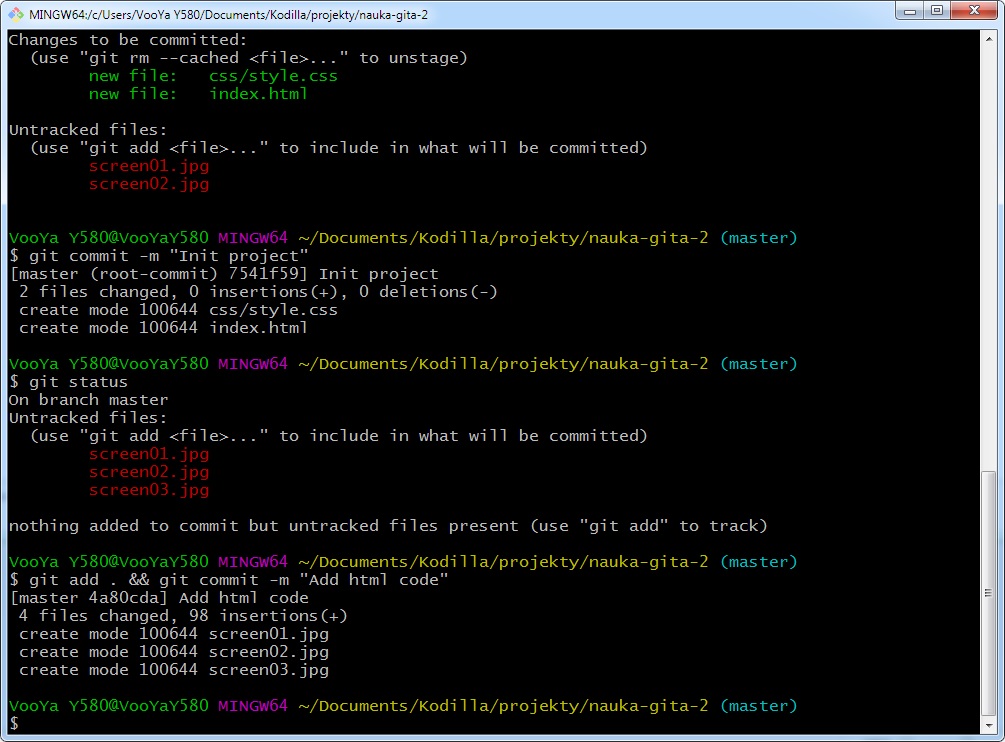 MINGW64:/c/Users/VooYa Y580/Documents/Kodilla/projekty/nauka-gita-2
Changes to be committed:
  (use "git rm --cached <file>..." to unstage)
        new file:   css/style.css
        new file:   index.html

Untracked files:
  (use "git add <file>..." to include in what will be committed)
        screen01.jpg
        screen02.jpg

VooYa Y580@VooYaY580 MINGW64 ~/Documents/Kodilla/projekty/nauka-gita-2 (master)
$ git commit -m "Init project"
[master (root-commit) 7541f59] Init project
 2 files changed, 0 insertions(+), 0 deletions(-)
 create mode 100644 css/style.css
 create mode 100644 index.html

VooYa Y580@VooYaY580 MINGW64 ~/Documents/Kodilla/projekty/nauka-gita-2 (master)
$ git status
On branch master
Untracked files:
  (use "git add <file>..." to include in what will be committed)
        screen01.jpg
        screen02.jpg
        screen03.jpg

nothing added to commit but untracked files present (use "git add" to track)

VooYa Y580@VooYaY580 MINGW64 ~/Documents/Kodilla/projekty/nauka-gita-2 (master)
$ git add . && git commit -m "Add html code"
[master 4a80cda] Add html code
 4 files changed, 98 insertions(+)
 create mode 100644 screen01.jpg
 create mode 100644 screen02.jpg
 create mode 100644 screen03.jpg

VooYa Y580@VooYaY580 MINGW64 ~/Documents/Kodilla/projekty/nauka-gita-2 (master)
$